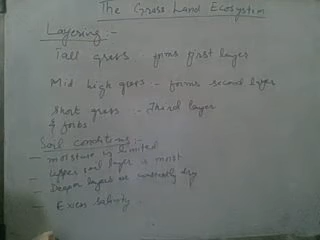 The Grass Land Ecosystem
Layering :-
Tall grass - forms first layer
Mid high grass - forms second layer
Short grass - Third layer
& forbs
Soil conditions :-
- moisture is limited
- upper soil layer is moist
- Deeper layers are constantly dry
- Excess salinity.